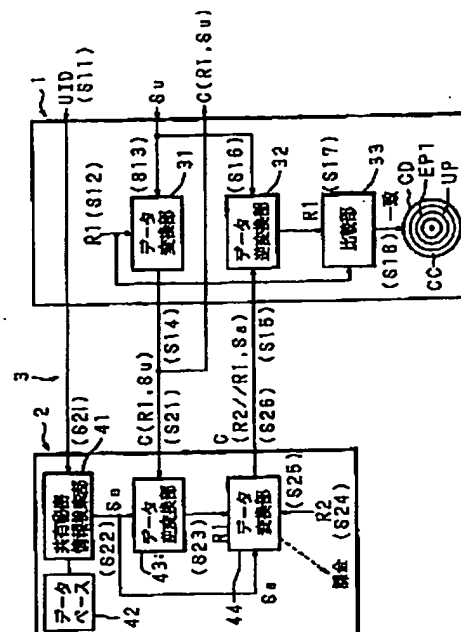 3
2
1
UID
(S11)
(S21)
41
共有秘密
情報検索部
データ
ベース
42
(S22)
Sa
R1(S12)
(S13)
Su
データ
変換部
31
(S14)
C(R1,Su)
(S21)
C(R1,Su)
データ
逆変換部
43
(S23)
R1
(S16)
データ
逆変換部
32
C
(R2//R1,Sa)
(S26)
(S15)
データ
変換部
44
Sa
(S25)
R2
(S24)
課金
R1
(S17)
比較部
33
一致
(S18)
CD
EP1
UP
CC